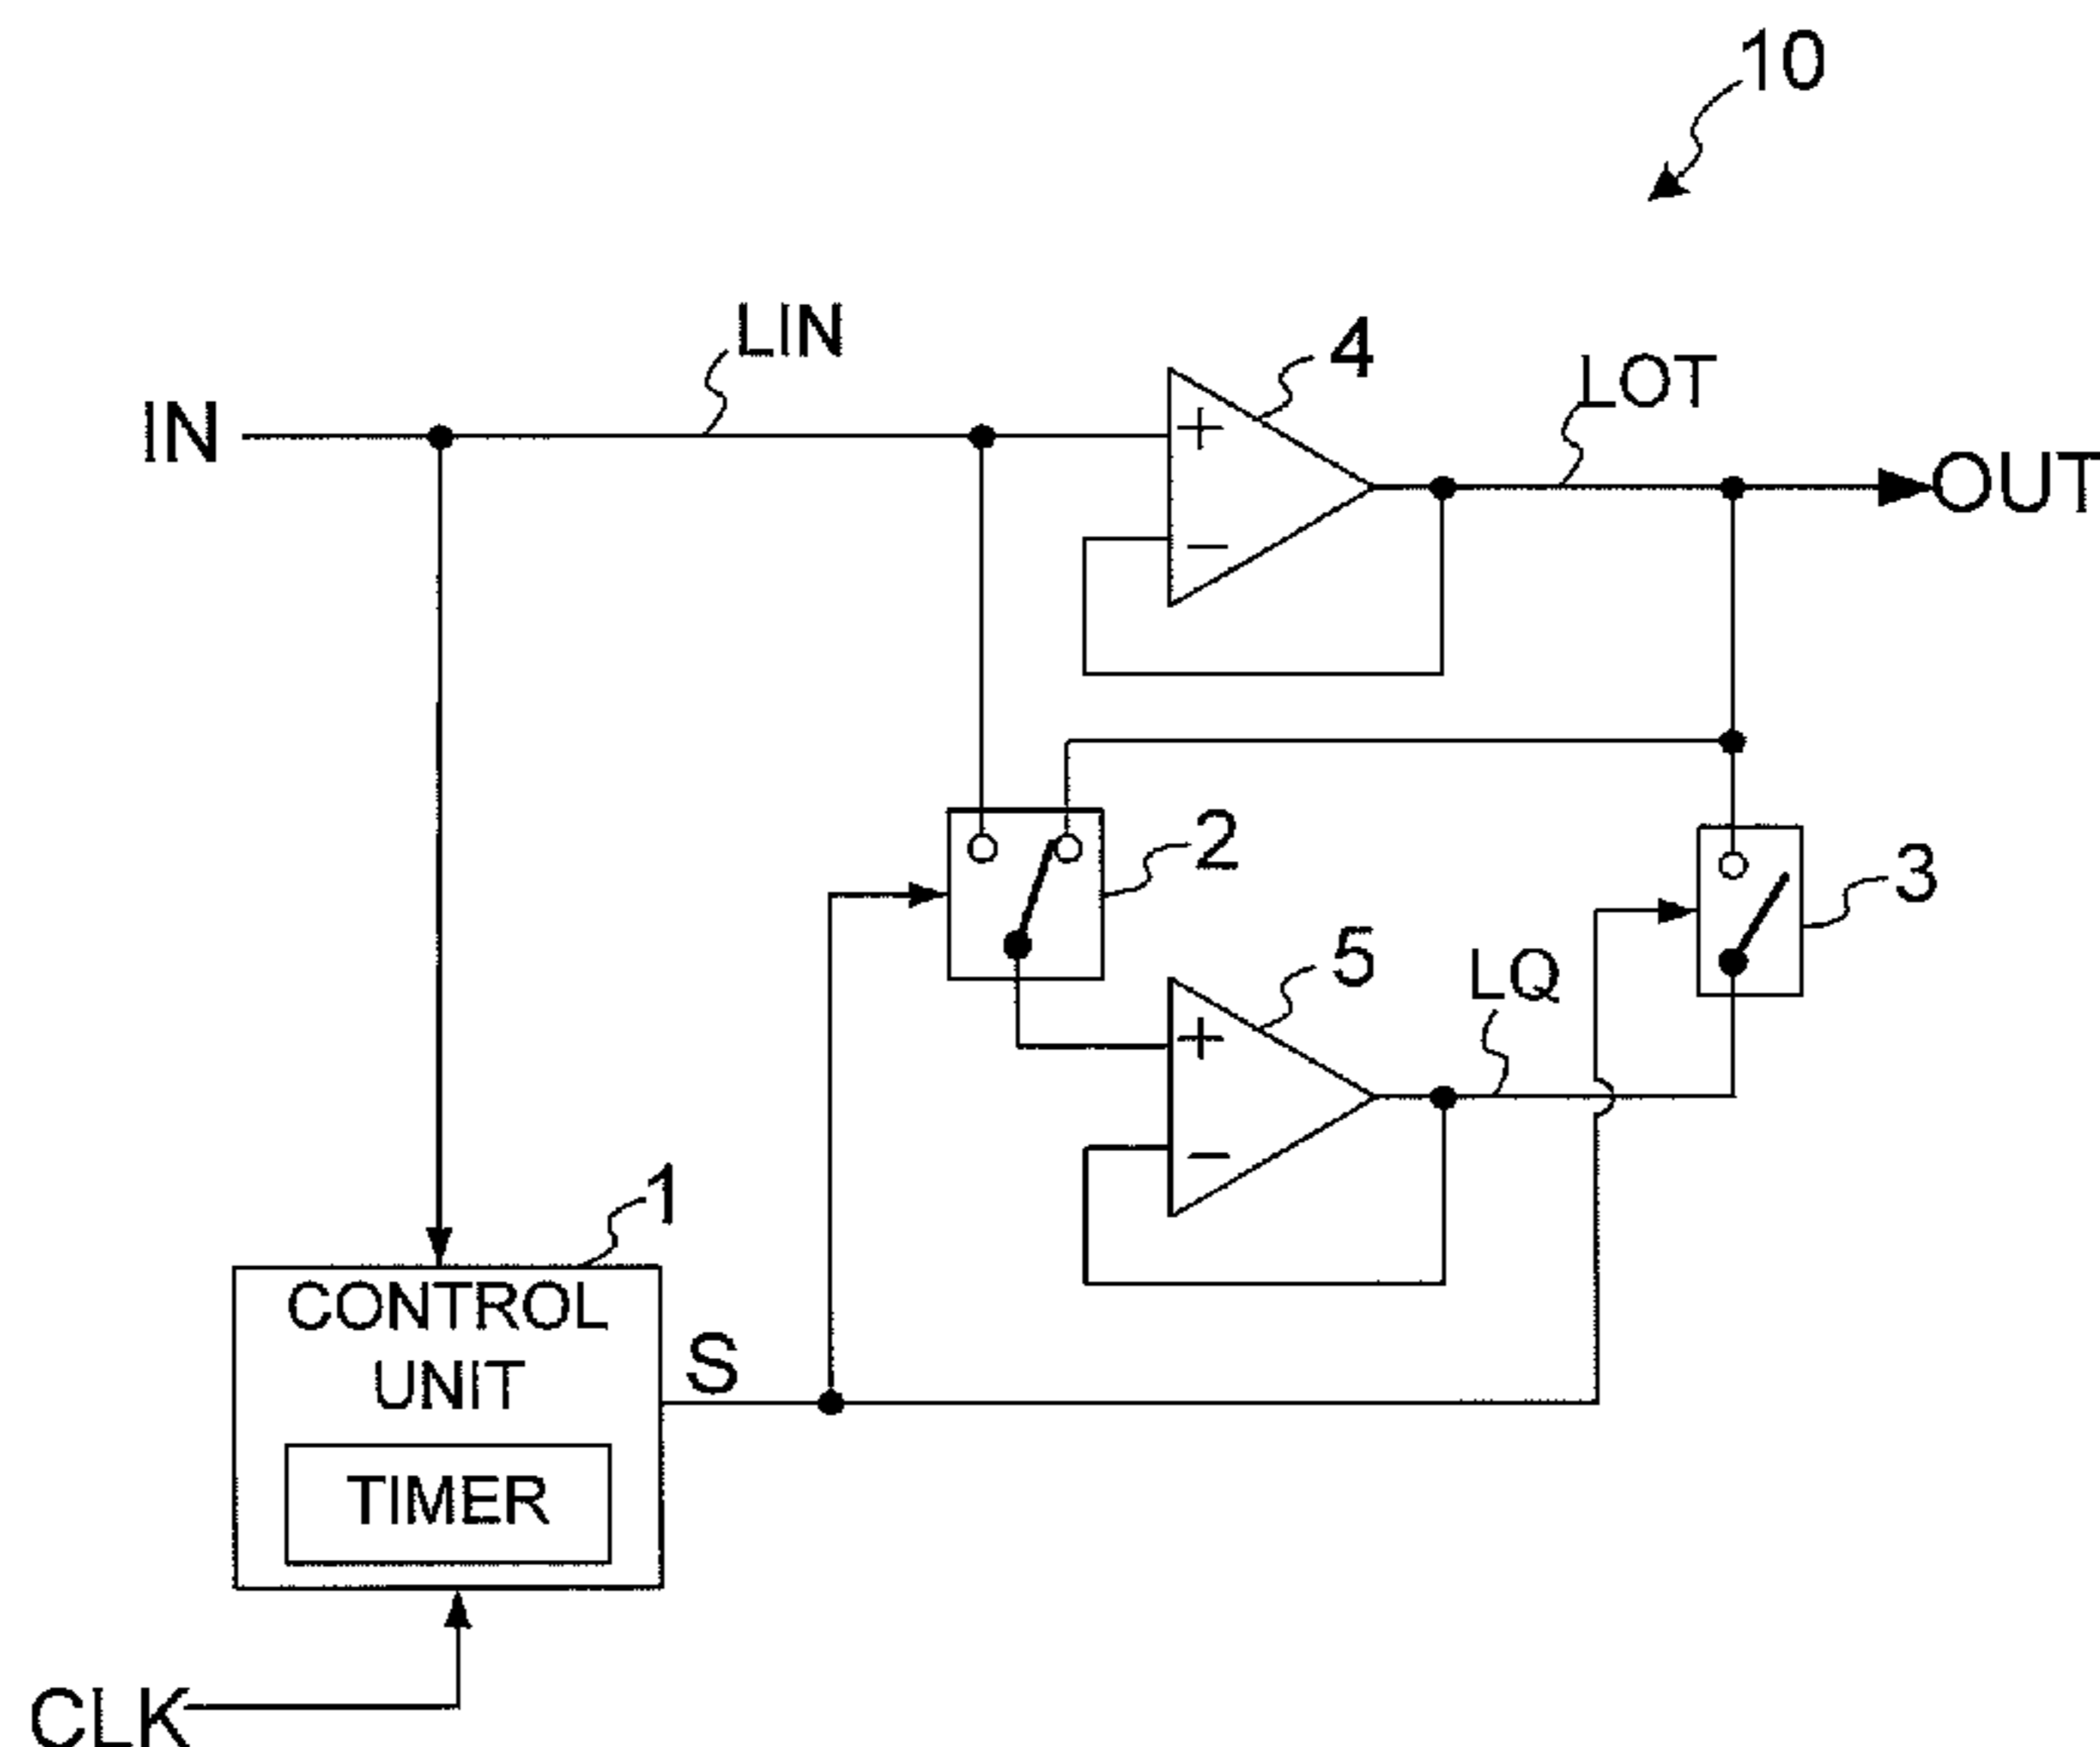 10
LIN
4
LOT
IN
+
OUT
−
2
3
5
LQ
+
−
1
CONTROL
UNIT
S
TIMER
CLK